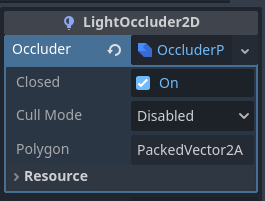 LightOccluder2D
Occluder OccluderP
Closed On
Cull Mode Disabled
Polygon PackedVector2A
Resource